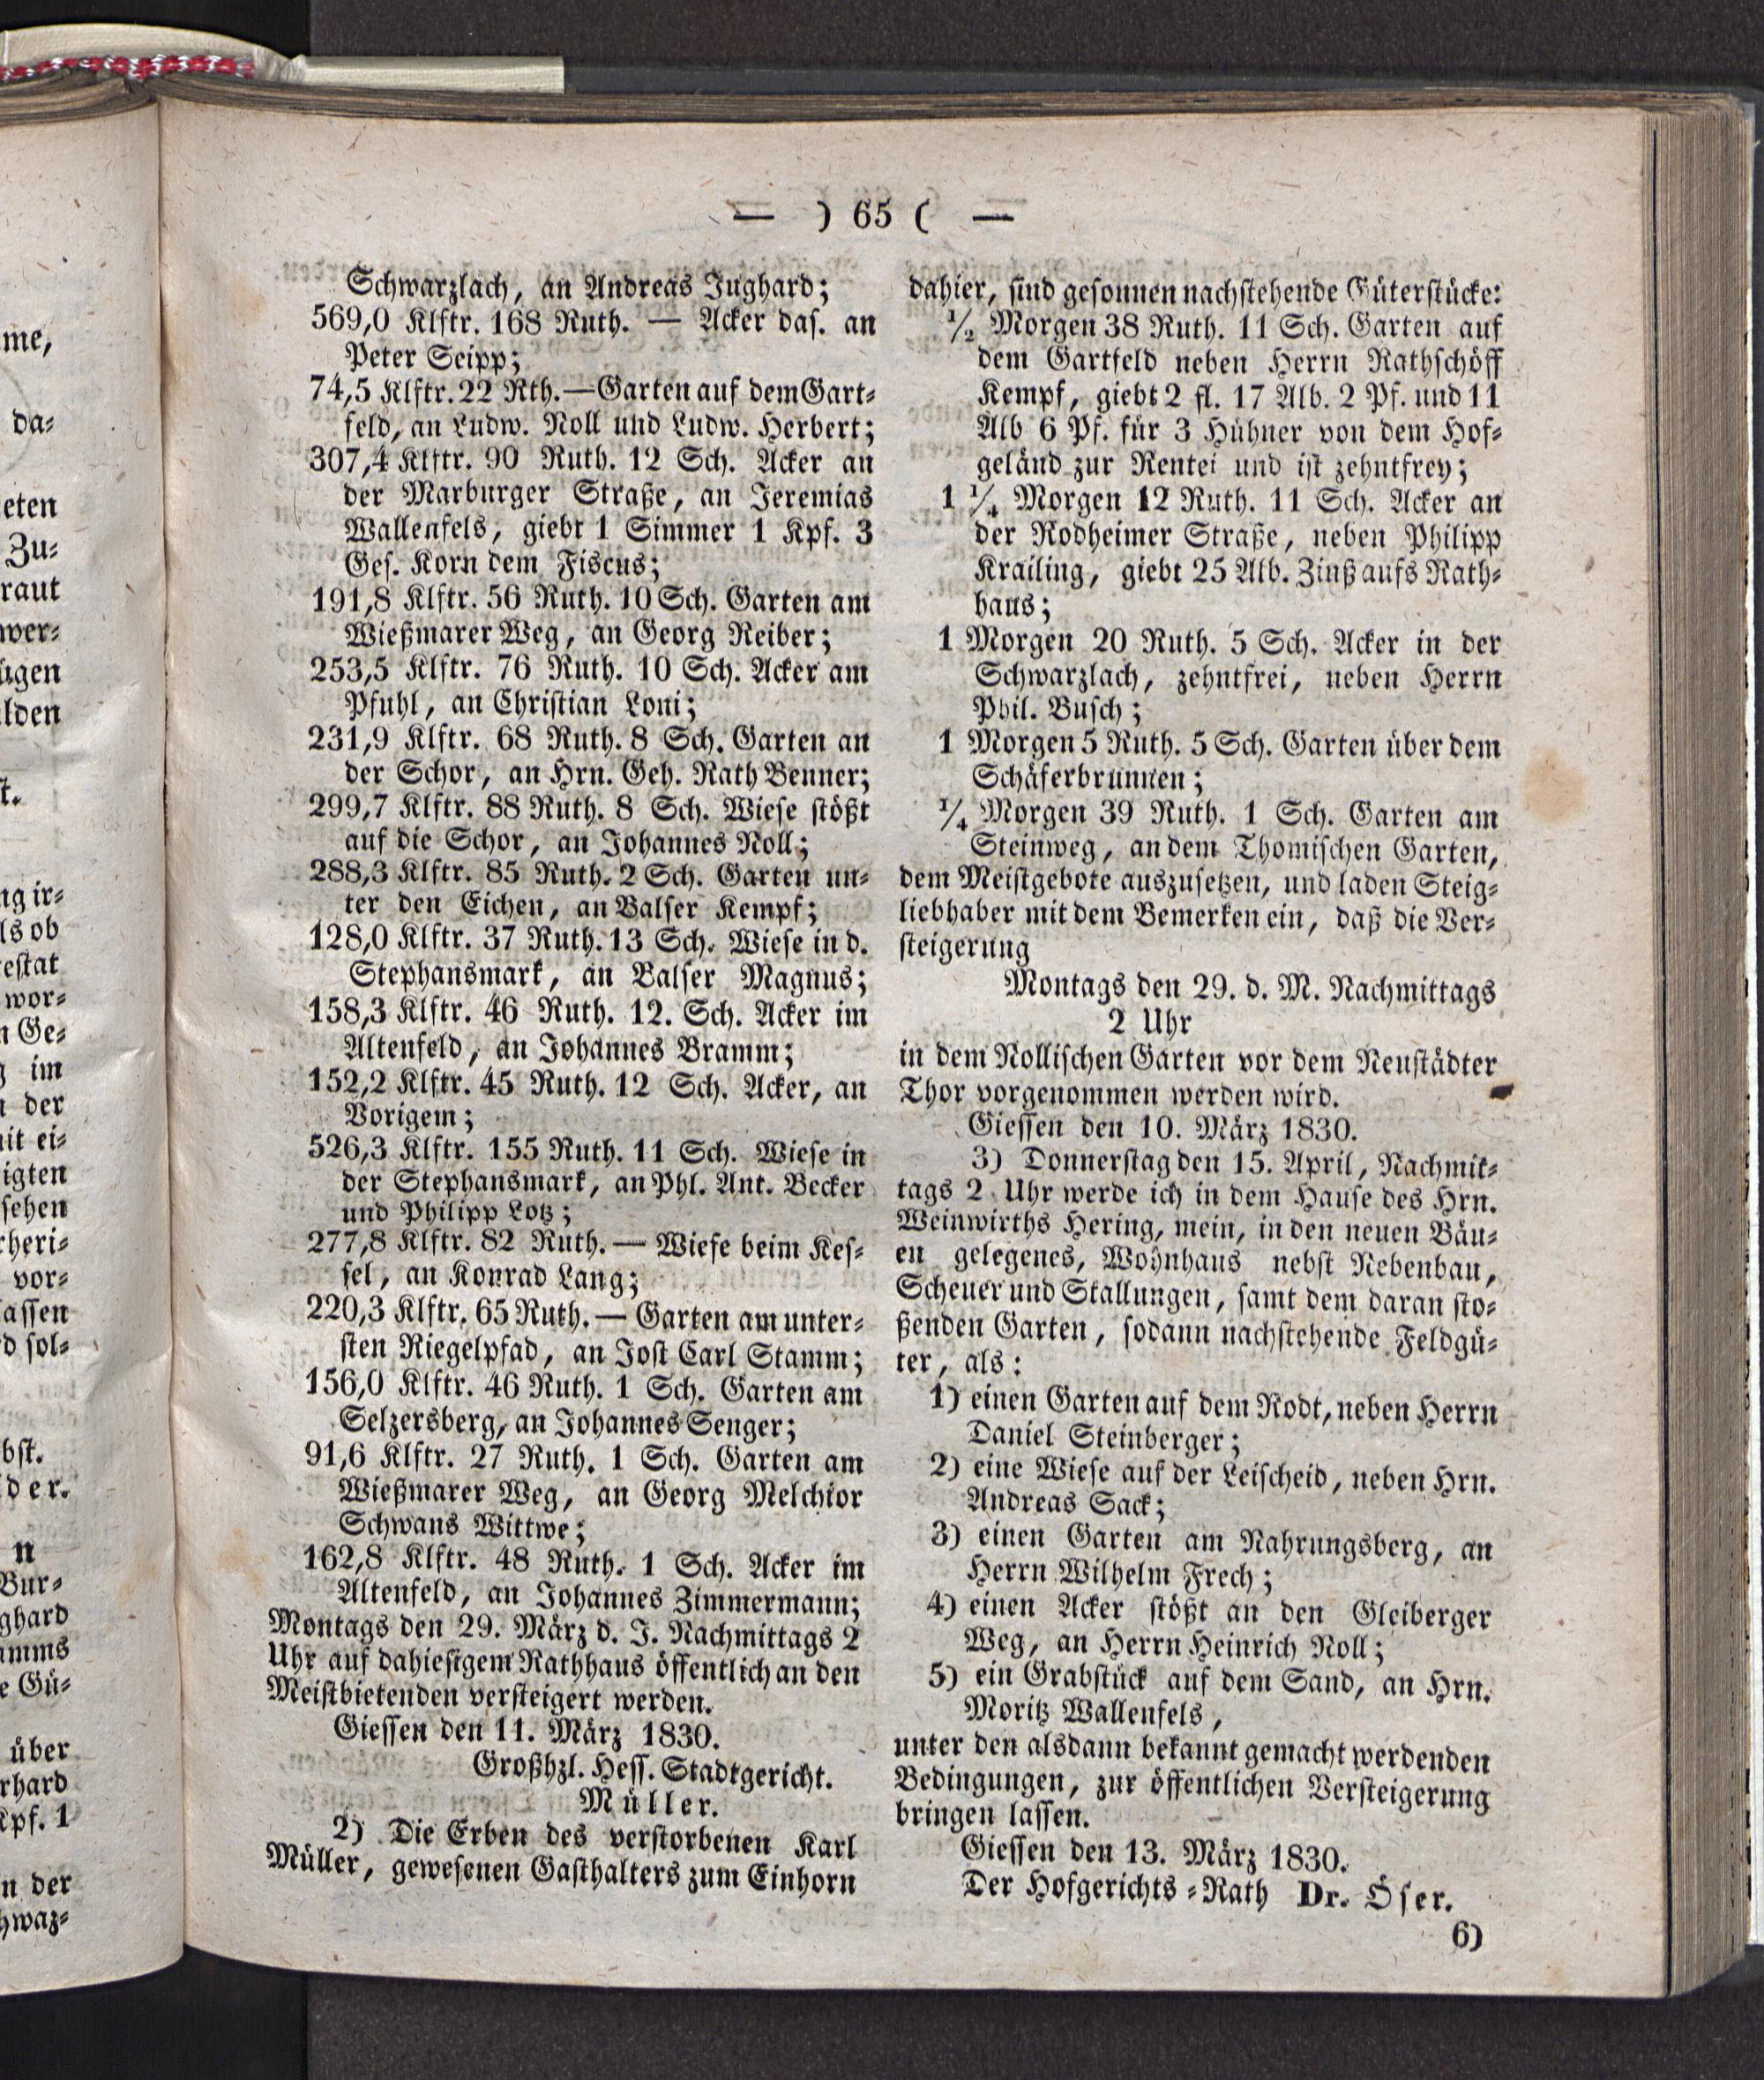 — ) 65 ( —
Schwarzlach, an Andreas Jughard;
569,0 Klftr. 168 Ruth. — Acker das. an
Peter Seipp;
74,5 Klftr. 22 Rth. — Garten auf dem Gart-
feld, an Ludw. Noll und Ludw. Herbert;
307,4 Klftr. 90 Ruth. 12 Sch. Acker an
der Marburger Straße, an Jeremias
Wallenfels, giebt 1 Simmer 1 Kpf. 3
Ges. Korn dem Fiscus;
191,8 Klftr. 56 Ruth. 10 Sch. Garten am
Wießmarer Weg, an Georg Reiber;
253,5 Klftr. 76 Ruth. 10 Sch. Acker am
Pfuhl, an Christian Loni;
231,9 Klftr. 68 Ruth. 8 Sch. Garten an
der Schor, an Hrn. Geh. Rath Benner;
299,7 Klftr. 88 Ruth. 8 Sch. Wiese stößt
auf die Schor, an Johannes Noll;
288,3 Klftr. 85 Ruth. 2 Sch. Garten un-
ter den Eichen, an Balser Kempf;
128,0 Klftr. 37 Ruth. 13 Sch. Wiese in d.
Stephansmark, an Balser Magnus;
158,3 Klftr. 46 Ruth. 12. Sch. Acker im
Altenfeld, an Johannes Bramm;
152,2 Klftr. 45 Ruth. 12 Sch. Acker, an
Vorigem;
526,3 Klftr. 155 Ruth. 11 Sch. Wiese in
der Stephansmark, an Phl. Ant. Becker
und Philipp Lotz;
277,8 Klftr. 82 Ruth. — Wiese beim Kes-
sel, an Konrad Lang;
220,3 Klftr. 65 Ruth. — Garten am unter-
sten Riegelpfad, an Jost Carl Stamm;
156,0 Klftr. 46 Ruth. 1 Sch. Garten am
Selzersberg, an Johannes Senger;
91,6 Klftr. 27 Ruth. 1 Sch. Garten am
Wießmarer Weg, an Georg Melchior
Schwans Wittwe;
162,8 Klftr. 48 Ruth. 1 Sch. Acker im
Altenfeld, an Johannes Zimmermann;
Montags den 29. März d. J. Nachmittags 2
Uhr auf dahiesigem Rathhaus öffentlich an den
Meistbietenden versteigert werden.
Giessen den 11. März 1830.
Großhzl. Hess. Stadtgericht.
Müller.
2) Die Erben des verstorbenen Karl
Müller, gewesenen Gasthalters zum Einhorn
dahier, sind gesonnen nachstehende Güterstücke:
1/2 Morgen 38 Ruth. 11 Sch. Garten auf
dem Gartfeld neben Herrn Rathschöff
Kempf, giebt 2 fl. 17 Alb. 2 Pf. und 11
Alb 6 Pf. für 3 Hühner von dem Hof-
geländ zur Rentei und ist zehntfrey;
1 1/4 Morgen 12 Ruth. 11 Sch. Acker an
der Rodheimer Straße, neben Philipp
Krailing, giebt 25 Alb. Zinß aufs Rath-
haus;
1 Morgen 20 Ruth. 5 Sch. Acker in der
Schwarzlach, zehntfrei, neben Herrn
Phil. Busch;
1 Morgen 5 Ruth. 5 Sch. Garten über dem
Schäferbrunnen;
1/4 Morgen 39 Ruth. 1 Sch. Garten am
Steinweg, an dem Thomischen Garten,
dem Meistgebote auszusetzen, und laden Steig-
liebhaber mit dem Bemerken ein, daß die Ver-
steigerung
Montags den 29. d. M. Nachmittags
2 Uhr
in dem Nollischen Garten vor dem Neustädter
Thor vorgenommen werden wird.
Giessen den 10. März 1830.
3) Donnerstag den 15. April, Nachmit-
tags 2 Uhr werde ich in dem Hause des Hrn.
Weinwirths Hering, mein, in den neuen Bäu-
en gelegenes, Wohnhaus nebst Nebenbau,
Scheuer und Stallungen, samt dem daran sto-
ßenden Garten, sodann nachstehende Feldgü-
ter, als:
1) einen Garten auf dem Rodt, neben Herrn
Daniel Steinberger;
2) eine Wiese auf der Leischeid, neben Hrn.
Andreas Sack;
3) einen Garten am Nahrungsberg, an
Herrn Wilhelm Frech;
4) einen Acker stößt an den Gleiberger
Weg, an Herrn Heinrich Noll;
5) ein Grabstück auf dem Sand, an Hrn.
Moritz Wallenfels,
unter den alsdann bekannt gemacht werdenden
Bedingungen, zur öffentlichen Versteigerung
bringen lassen.
Giessen den 13. März 1830.
Der Hofgerichts-Rath Dr. Öser.
6)